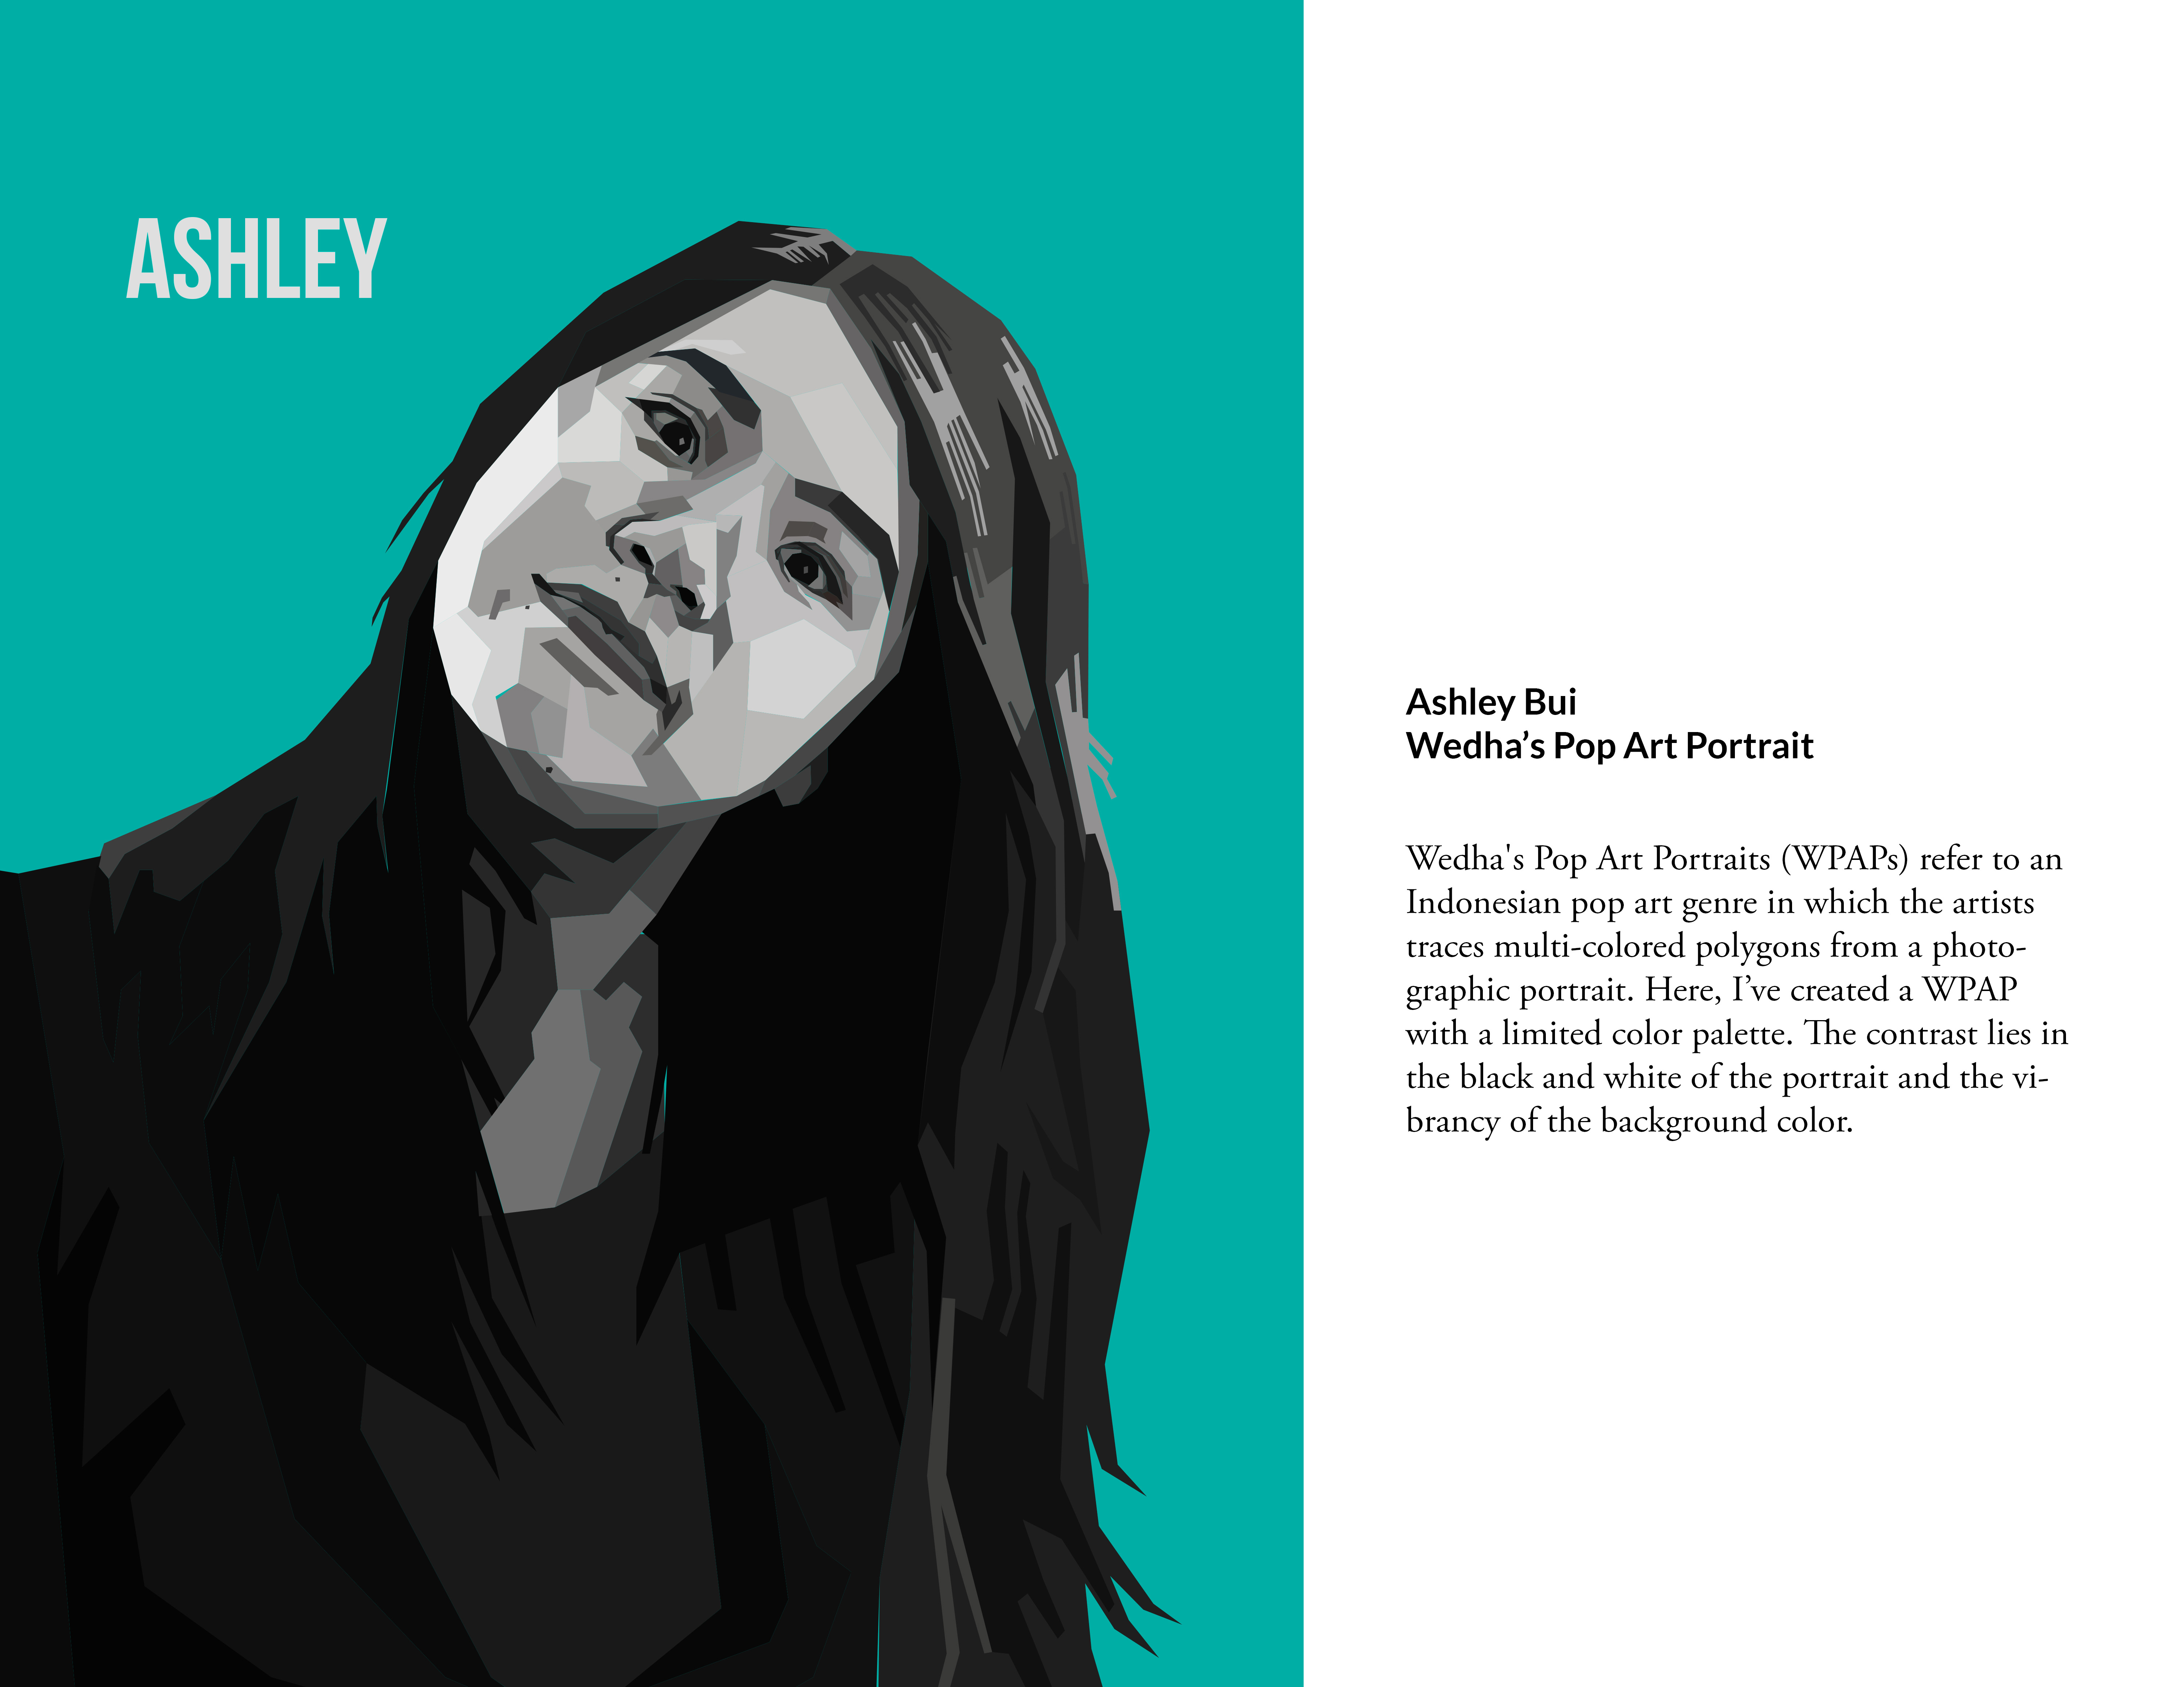 ASHLEY
Ashley Bui
Wedha’s Pop Art Portrait
Wedha's Pop Art Portraits (WPAPs) refer to an
Indonesian pop art genre in which the artists
traces multi-colored polygons from a photo-
graphic portrait. Here, I’ve created a WPAP
with a limited color palette. The contrast lies in
the black and white of the portrait and the vi-
brancy of the background color.